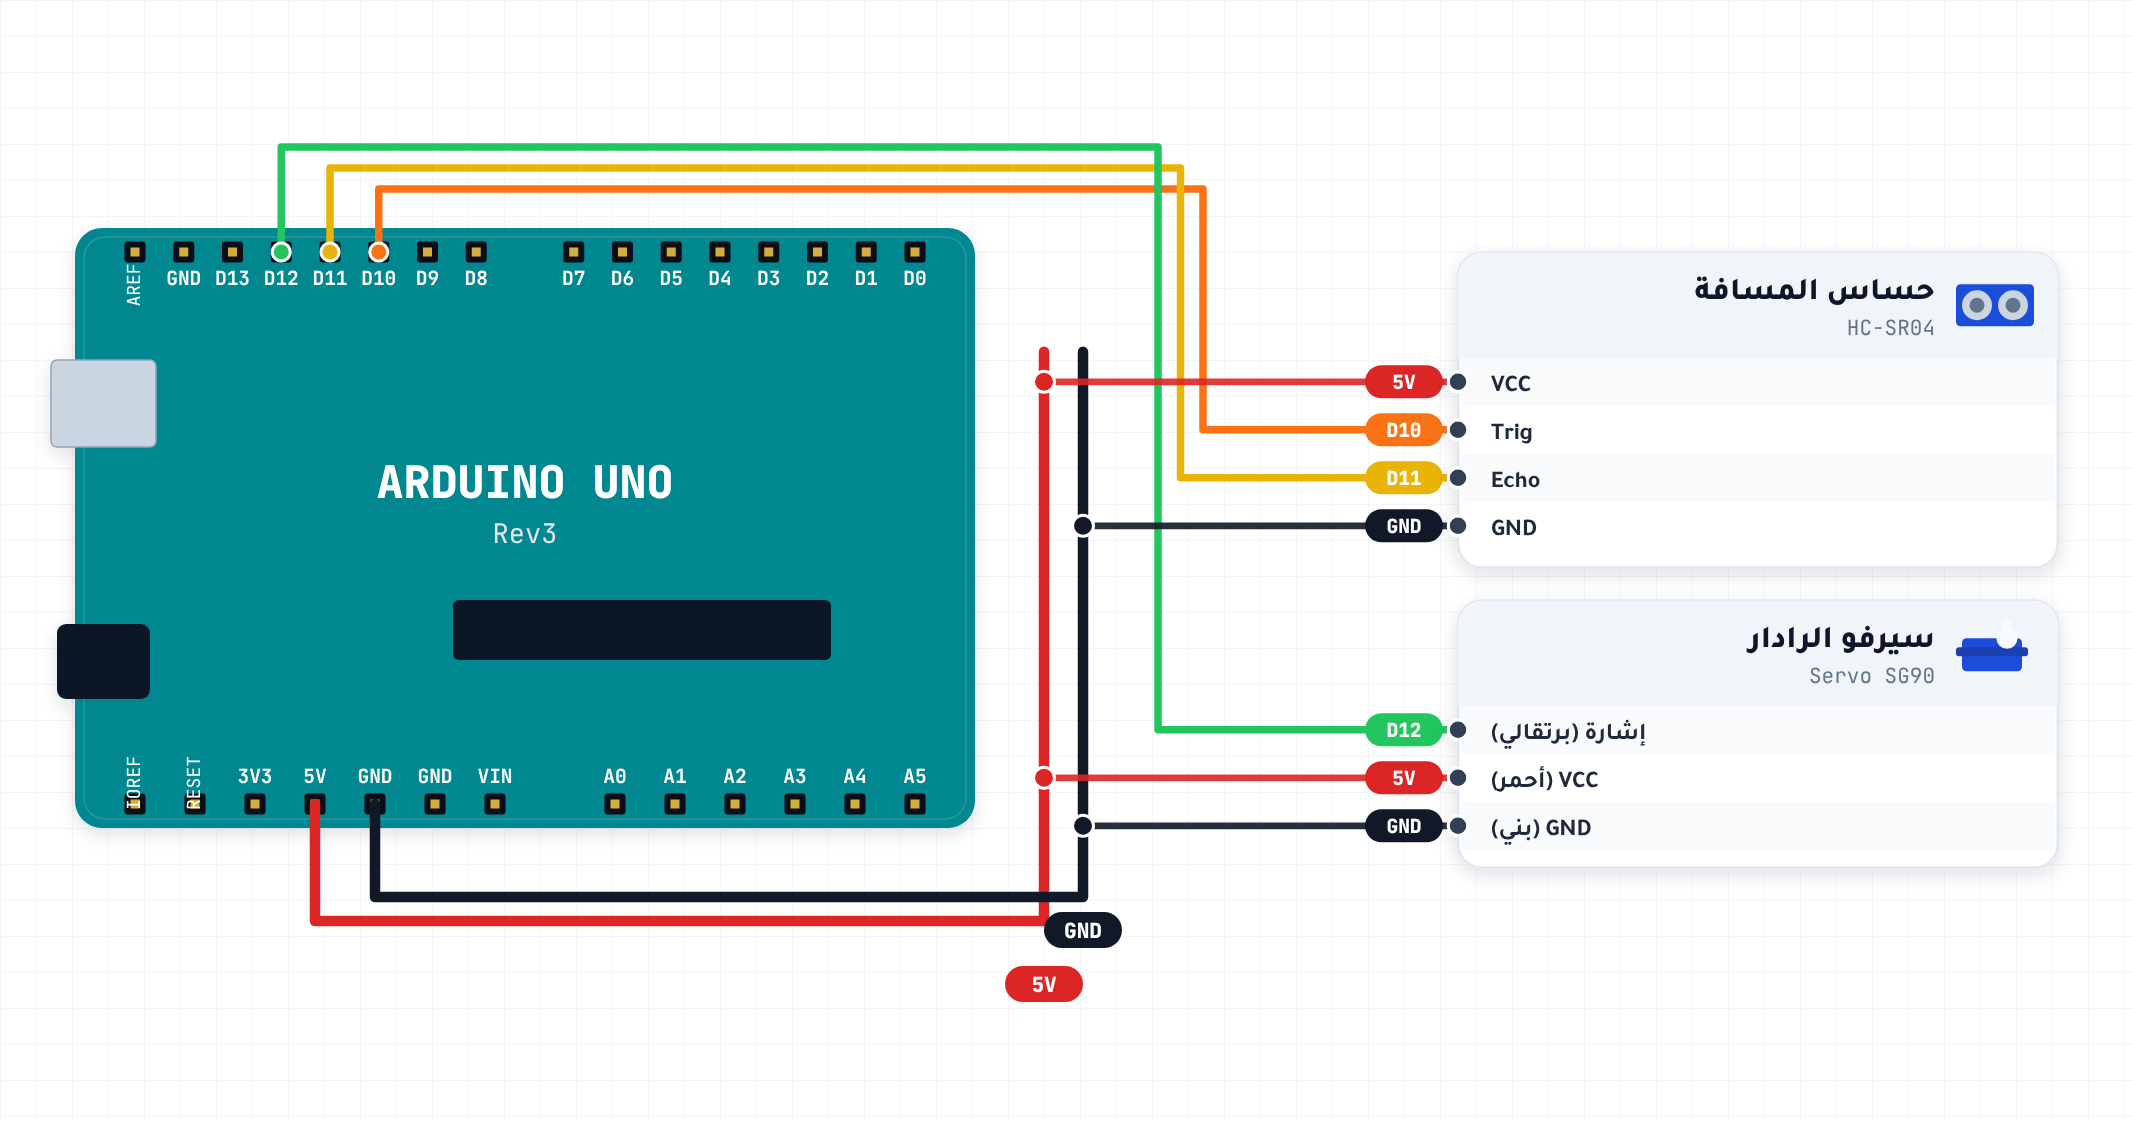 AREF
GND D13 D12 D11 D10 D9 D8 D7 D6 D5 D4 D3 D2 D1 D0
ARDUINO UNO
Rev3
IOREF RESET 3V3 5V GND GND VIN A0 A1 A2 A3 A4 A5
GND
5V
حساس المسافة
HC-SR04
5V VCC
D10 Trig
D11 Echo
GND GND
سيرفو الرادار
Servo SG90
D12 إشارة (برتقالي)
5V VCC (أحمر)
GND GND (بني)